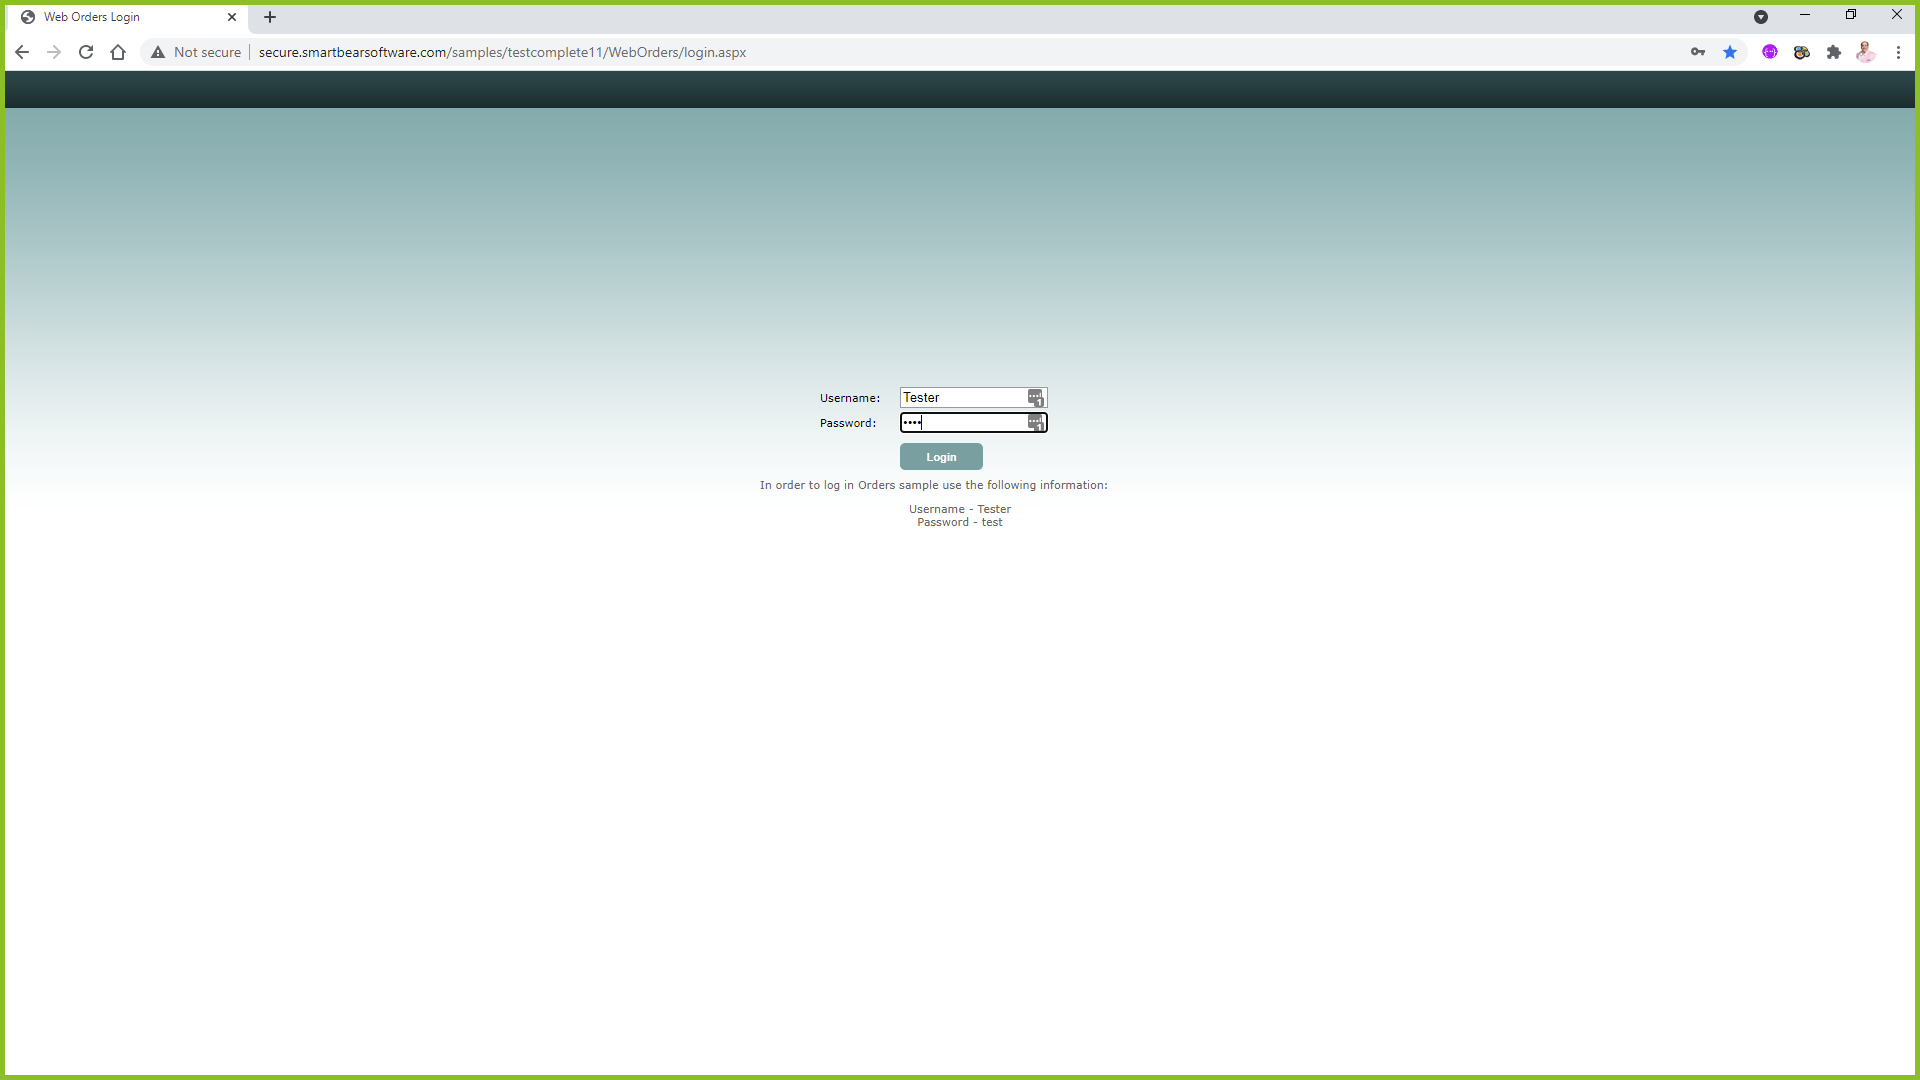 Web Orders Login
Not secure
secure.smartbearsoftware.com/samples/testcomplete11/WebOrders/login.aspx
Username: Tester
Password: ••••
Login
In order to log in Orders sample use the following information:
Username - Tester
Password - test